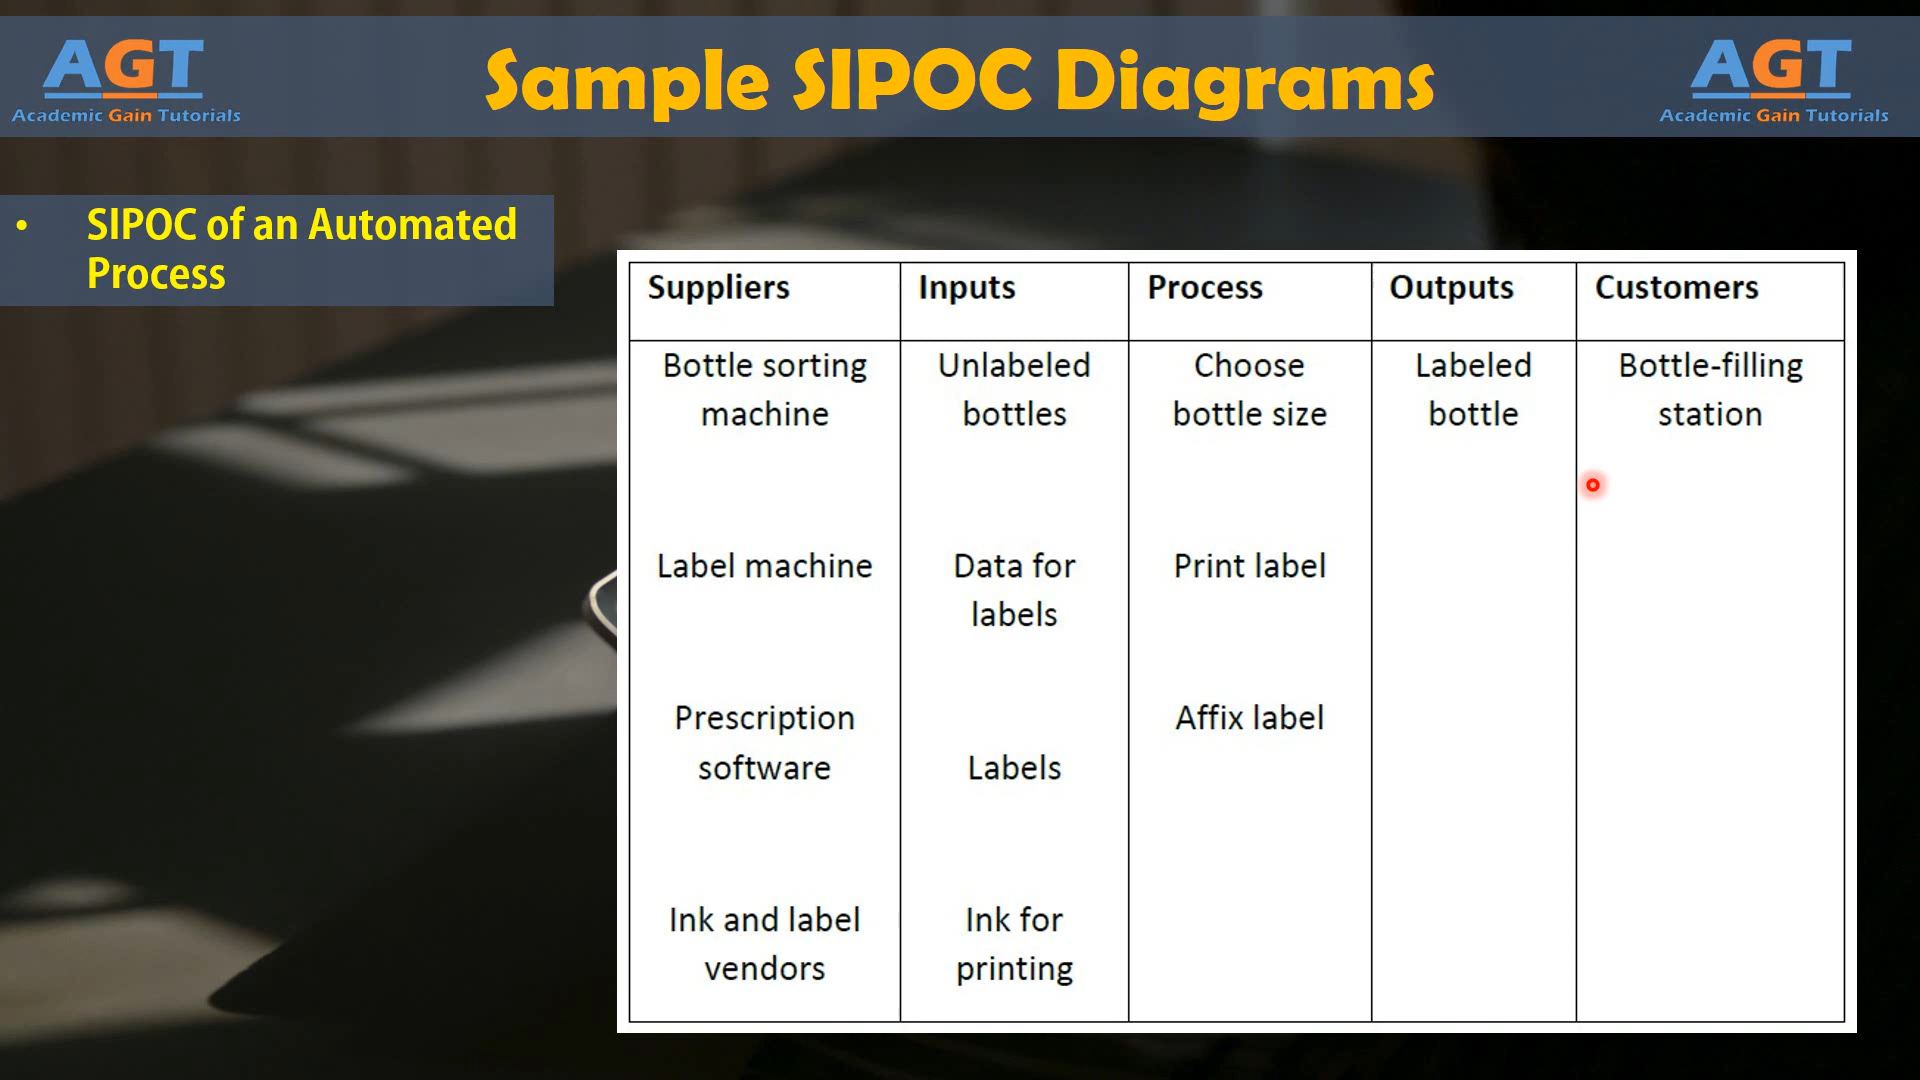 AGT
Academic Gain Tutorials
Sample SIPOC Diagrams
AGT
Academic Gain Tutorials
• SIPOC of an Automated
Process
Suppliers Inputs Process Outputs Customers
Bottle sorting Unlabeled Choose Labeled Bottle-filling
machine bottles bottle size bottle station
Label machine Data for Print label
labels
Prescription Affix label
software Labels
Ink and label Ink for
vendors printing